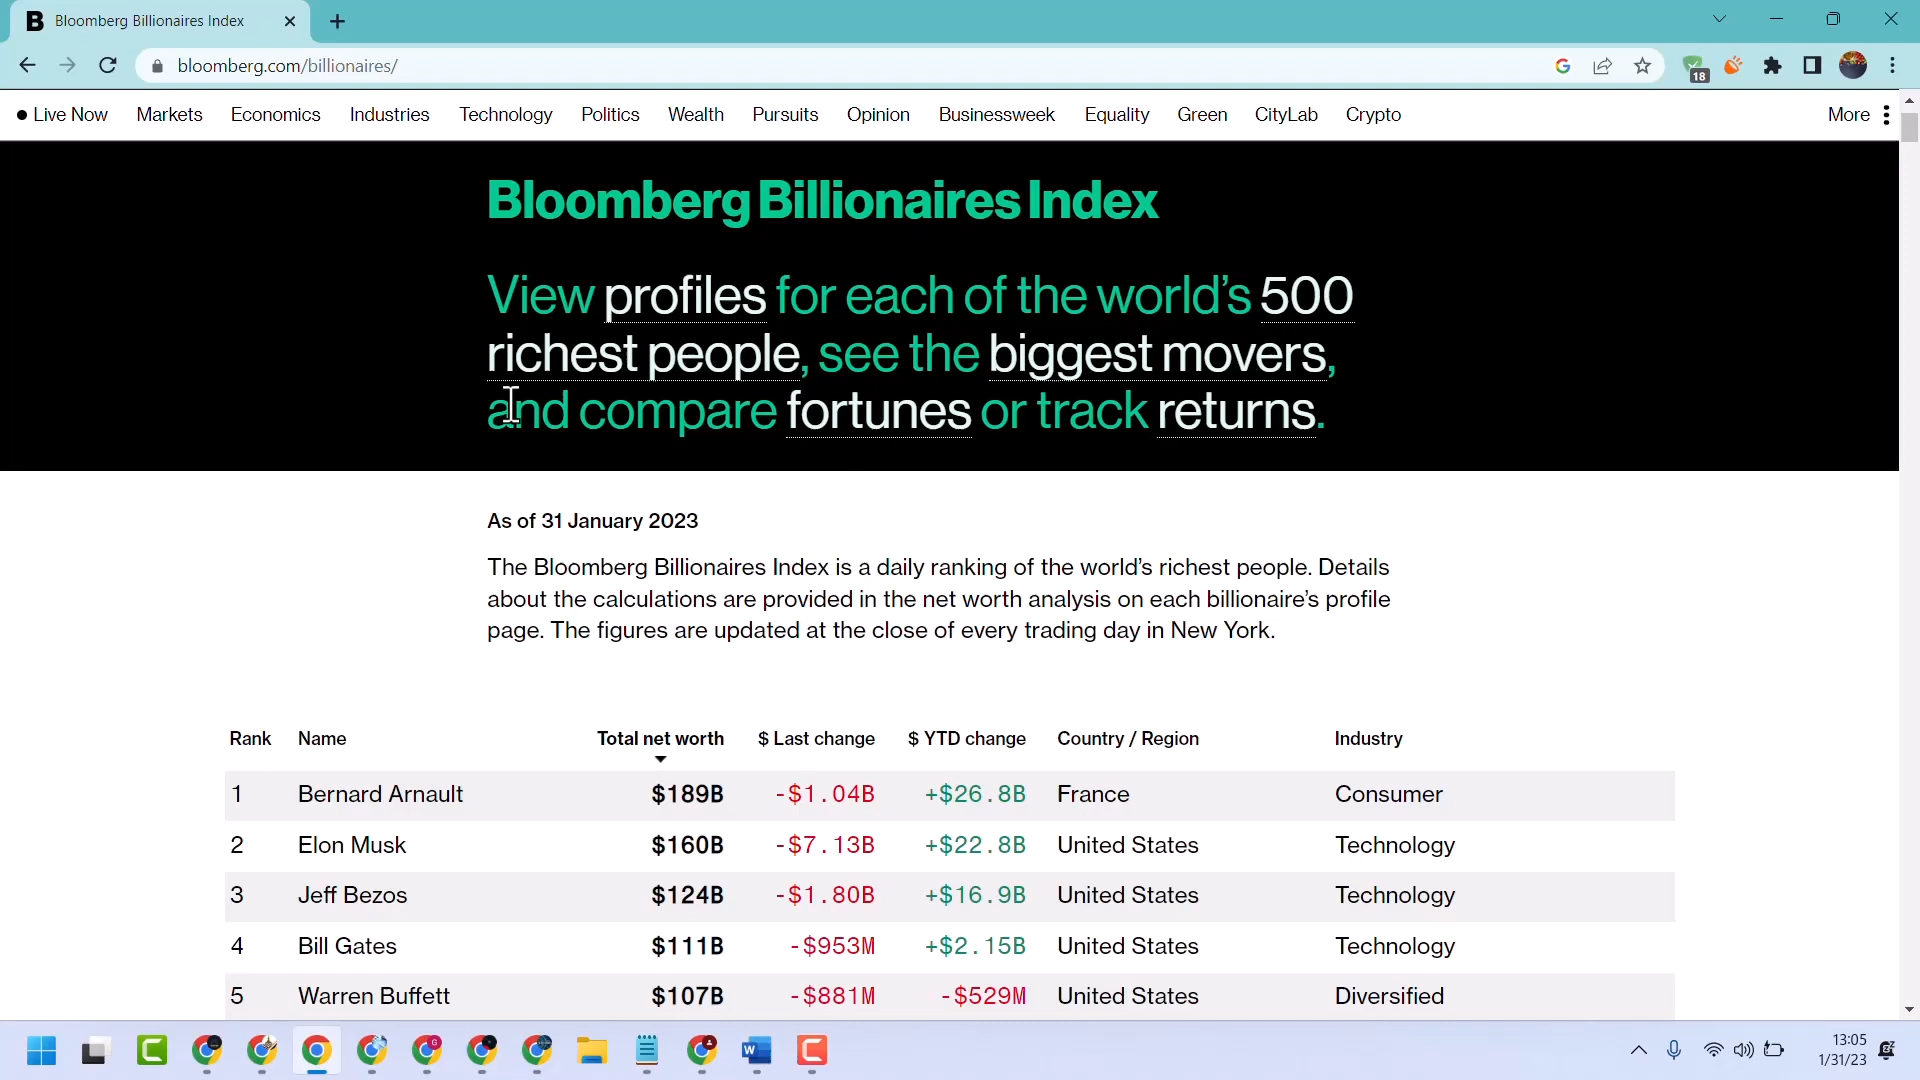 B Bloomberg Billionaires Index
bloomberg.com/billionaires/
18
Live Now Markets Economics Industries Technology Politics Wealth Pursuits Opinion Businessweek Equality Green CityLab Crypto More
Bloomberg Billionaires Index
View profiles for each of the world’s 500
richest people, see the biggest movers,
and compare fortunes or track returns.
As of 31 January 2023
The Bloomberg Billionaires Index is a daily ranking of the world’s richest people. Details
about the calculations are provided in the net worth analysis on each billionaire’s profile
page. The figures are updated at the close of every trading day in New York.
Rank Name Total net worth $ Last change $ YTD change Country / Region Industry
1 Bernard Arnault $189B -$1.04B +$26.8B France Consumer
2 Elon Musk $160B -$7.13B +$22.8B United States Technology
3 Jeff Bezos $124B -$1.80B +$16.9B United States Technology
4 Bill Gates $111B -$953M +$2.15B United States Technology
5 Warren Buffett $107B -$881M -$529M United States Diversified
13:05
1/31/23